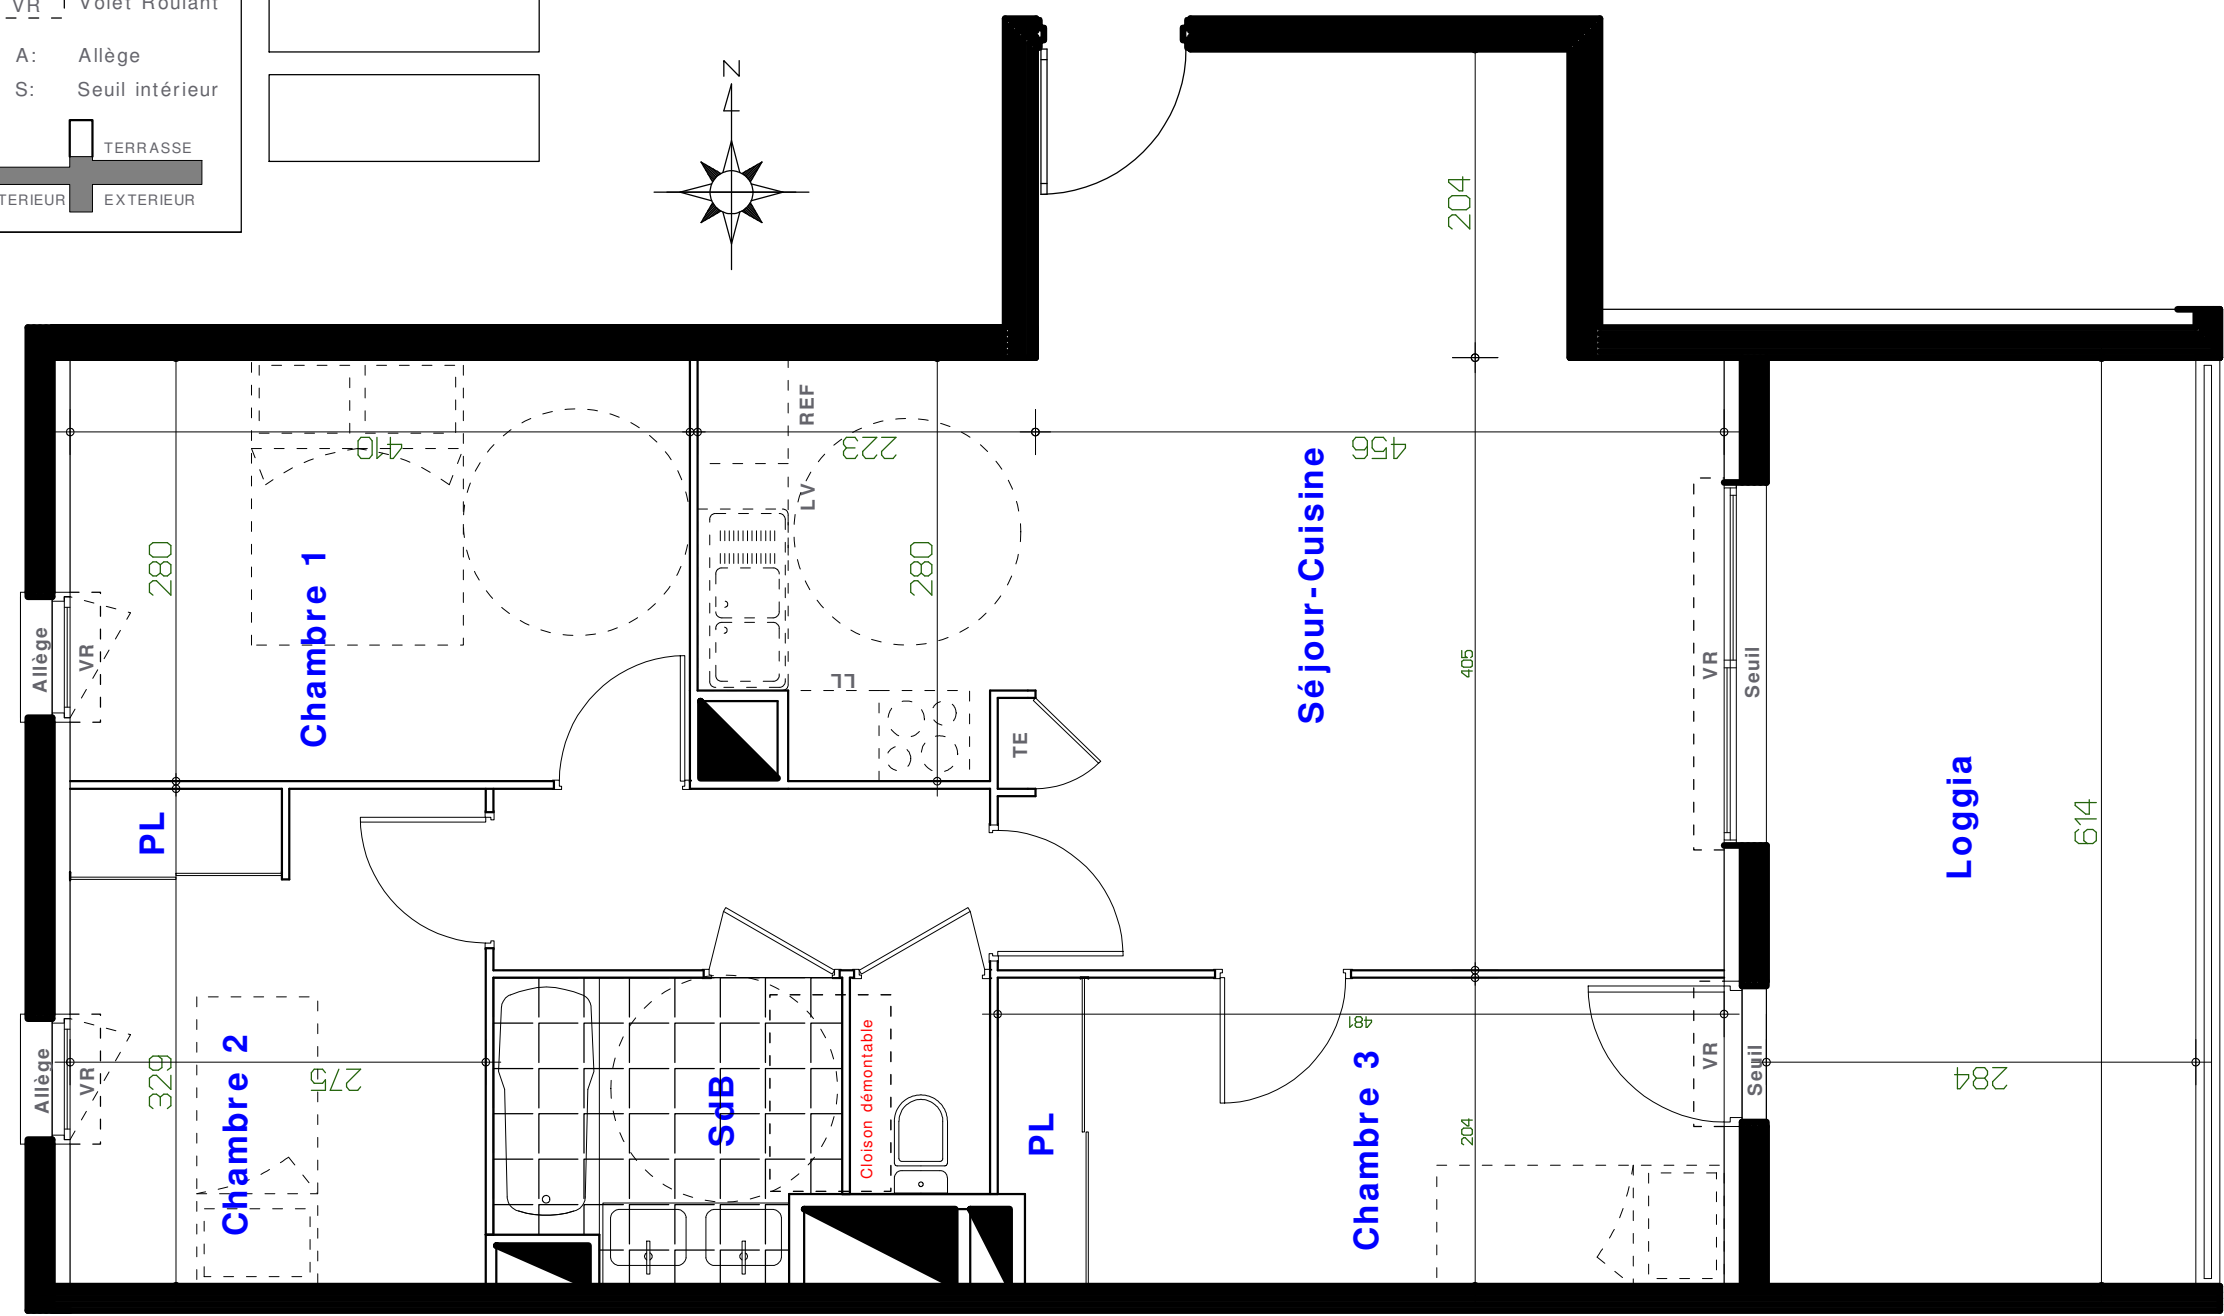 VR Volet Roulant
A: Allège
S: Seuil intérieur
TERRASSE
TERIEUR EXTERIEUR
N
204
410
223
456
REF
LV
280
280
Chambre 1
Séjour-Cuisine
405
Allège
VR
LL
TE
VR
Seuil
PL
Loggia
614
481
Allège
VR
329
Chambre 2
275
SdB
Cloison démontable
PL
Chambre 3
204
VR
Seuil
284